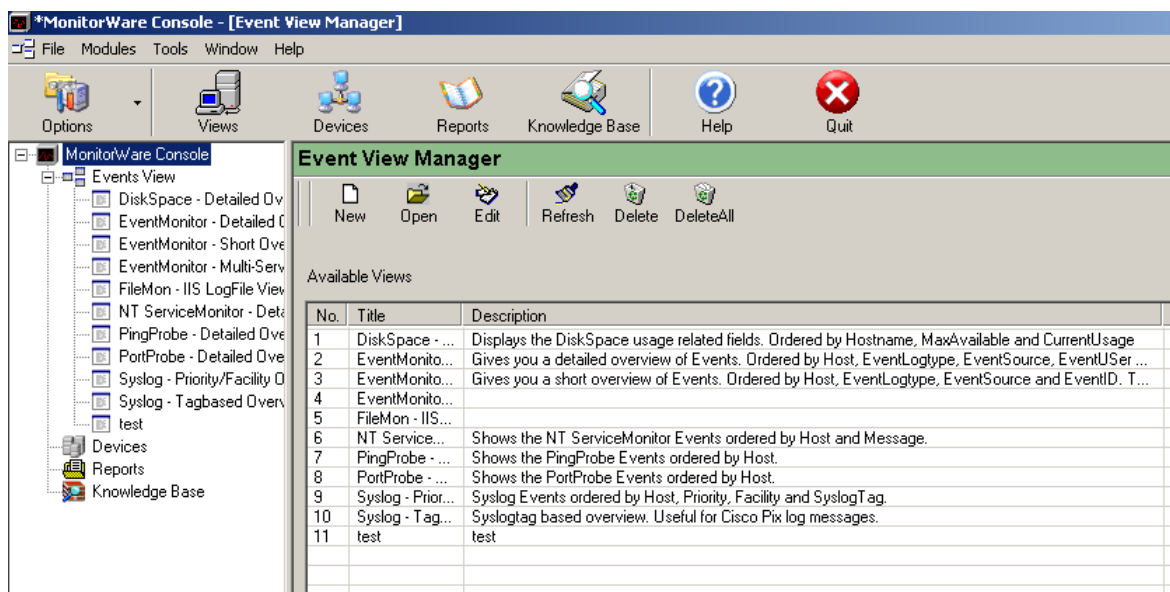 *MonitorWare Console - [Event View Manager]
File Modules Tools Window Help
Options Views Devices Reports Knowledge Base Help Quit
MonitorWare Console
Events View
DiskSpace - Detailed Ov
EventMonitor - Detailed O
EventMonitor - Short Ove
EventMonitor - Multi-Serv
FileMon - IIS LogFile View
NT ServiceMonitor - Deta
PingProbe - Detailed Ove
PortProbe - Detailed Ove
Syslog - Priority/Facility O
Syslog - Tagbased Overv
test
Devices
Reports
Knowledge Base
Event View Manager
New Open Edit Refresh Delete DeleteAll
Available Views
No. Title Description
1 DiskSpace - ... Displays the DiskSpace usage related fields. Ordered by Hostname, MaxAvailable and CurrentUsage
2 EventMonito... Gives you a detailed overview of Events. Ordered by Host, EventLogtype, EventSource, EventUSer ...
3 EventMonito... Gives you a short overview of Events. Ordered by Host, EventLogtype, EventSource and EventID. T...
4 EventMonito...
5 FileMon - IIS...
6 NT Service... Shows the NT ServiceMonitor Events ordered by Host and Message.
7 PingProbe - ... Shows the PingProbe Events ordered by Host.
8 PortProbe - ... Shows the PortProbe Events ordered by Host.
9 Syslog - Prior... Syslog Events ordered by Host, Priority, Facility and SyslogTag.
10 Syslog - Tag... Syslogtag based overview. Useful for Cisco Pix log messages.
11 test test